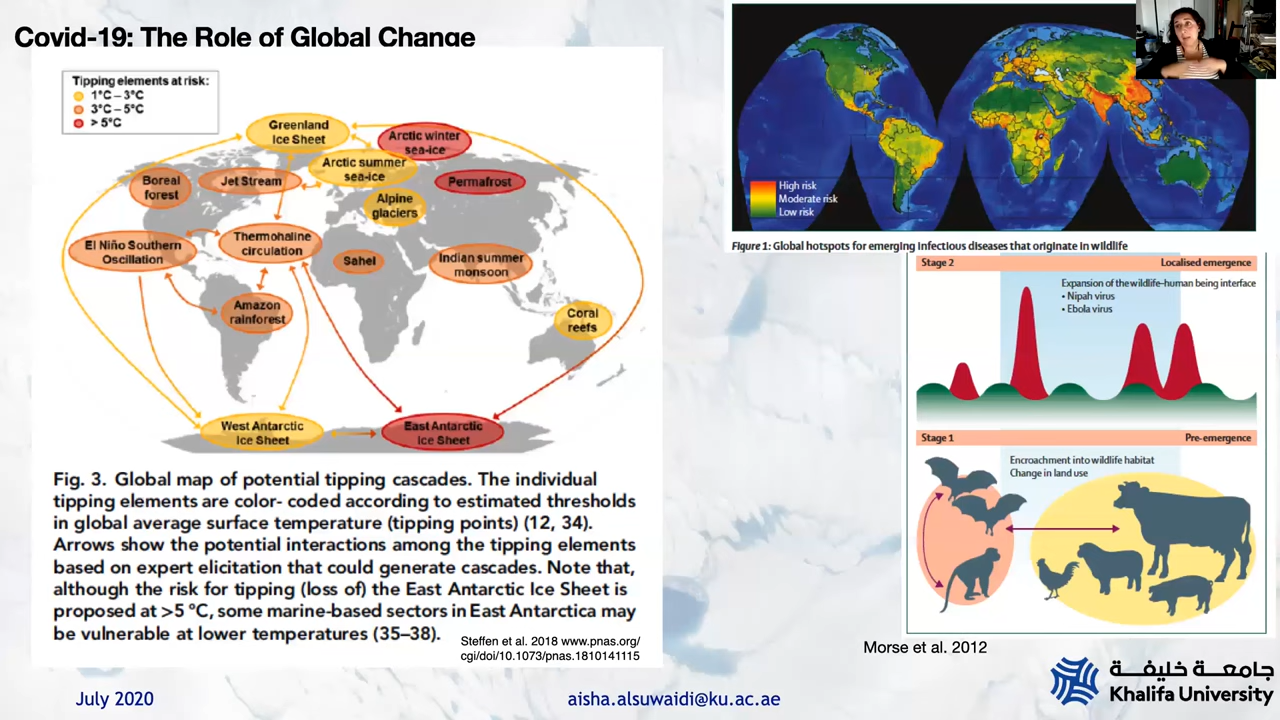 Covid-19: The Role of Global Change
Tipping elements at risk:
1°C – 3°C
3°C – 5°C
> 5°C
Greenland
Ice Sheet
Arctic winter
sea-ice
Arctic summer
sea-ice
Boreal
forest
Jet Stream
Permafrost
Alpine
glaciers
El Niño Southern
Oscillation
Thermohaline
circulation
Sahel
Indian summer
monsoon
Amazon
rainforest
Coral
reefs
West Antarctic
Ice Sheet
East Antarctic
Ice Sheet
Fig. 3. Global map of potential tipping cascades. The individual
tipping elements are color- coded according to estimated thresholds
in global average surface temperature (tipping points) (12, 34).
Arrows show the potential interactions among the tipping elements
based on expert elicitation that could generate cascades. Note that,
although the risk for tipping (loss of) the East Antarctic Ice Sheet is
proposed at >5 °C, some marine-based sectors in East Antarctica may
be vulnerable at lower temperatures (35–38).
Steffen et al. 2018 www.pnas.org/
cgi/doi/10.1073/pnas.1810141115
High risk
Moderate risk
Low risk
Figure 1: Global hotspots for emerging infectious diseases that originate in wildlife
Stage 2 Localised emergence
Expansion of the wildlife-human being interface
• Nipah virus
• Ebola virus
Stage 1 Pre-emergence
Encroachment into wildlife habitat
Change in land use
Morse et al. 2012
July 2020
aisha.alsuwaidi@ku.ac.ae
جامعة خليفة
Khalifa University